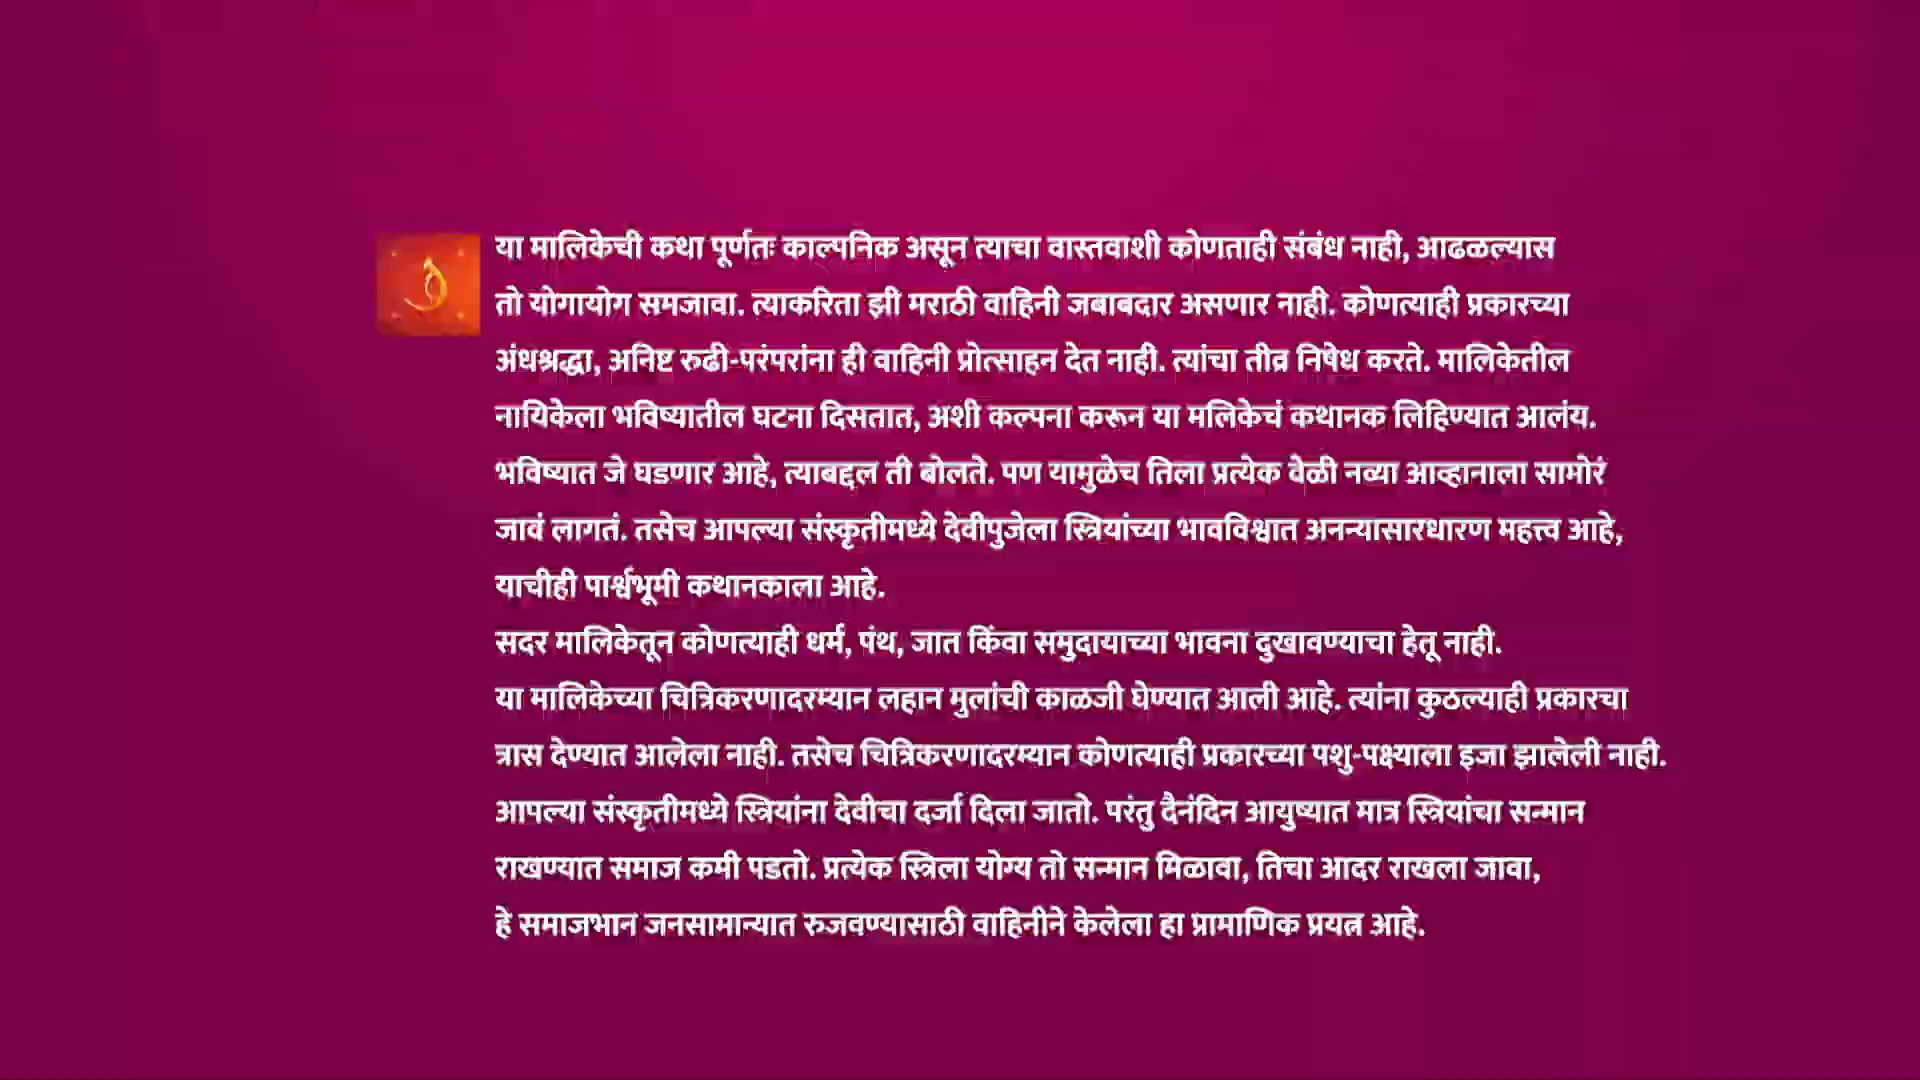 या मालिकेची कथा पूर्णतः काल्पनिक असून त्याचा वास्तवाशी कोणताही संबंध नाही, आढळल्यास
तो योगायोग समजावा. त्याकरिता झी मराठी वाहिनी जबाबदार असणार नाही. कोणत्याही प्रकारच्या
अंधश्रद्धा, अनिष्ट रुढी-परंपरांना ही वाहिनी प्रोत्साहन देत नाही. त्यांचा तीव्र निषेध करते. मालिकेतील
नायिकेला भविष्यातील घटना दिसतात, अशी कल्पना करून या मलिकेचं कथानक लिहिण्यात आलंय.
भविष्यात जे घडणार आहे, त्याबद्दल ती बोलते. पण यामुळेच तिला प्रत्येक वेळी नव्या आव्हानाला सामोरं
जावं लागतं. तसेच आपल्या संस्कृतीमध्ये देवीपुजेला स्त्रियांच्या भावविश्वात अनन्यासारधारण महत्त्व आहे,
याचीही पार्श्वभूमी कथानकाला आहे.
सदर मालिकेतून कोणत्याही धर्म, पंथ, जात किंवा समुदायाच्या भावना दुखावण्याचा हेतू नाही.
या मालिकेच्या चित्रिकरणादरम्यान लहान मुलांची काळजी घेण्यात आली आहे. त्यांना कुठल्याही प्रकारचा
त्रास देण्यात आलेला नाही. तसेच चित्रिकरणादरम्यान कोणत्याही प्रकारच्या पशु-पक्ष्याला इजा झालेली नाही.
आपल्या संस्कृतीमध्ये स्त्रियांना देवीचा दर्जा दिला जातो. परंतु दैनंदिन आयुष्यात मात्र स्त्रियांचा सन्मान
राखण्यात समाज कमी पडतो. प्रत्येक स्त्रिला योग्य तो सन्मान मिळावा, तिचा आदर राखला जावा,
हे समाजभान जनसामान्यात रुजवण्यासाठी वाहिनीने केलेला हा प्रामाणिक प्रयत्न आहे.